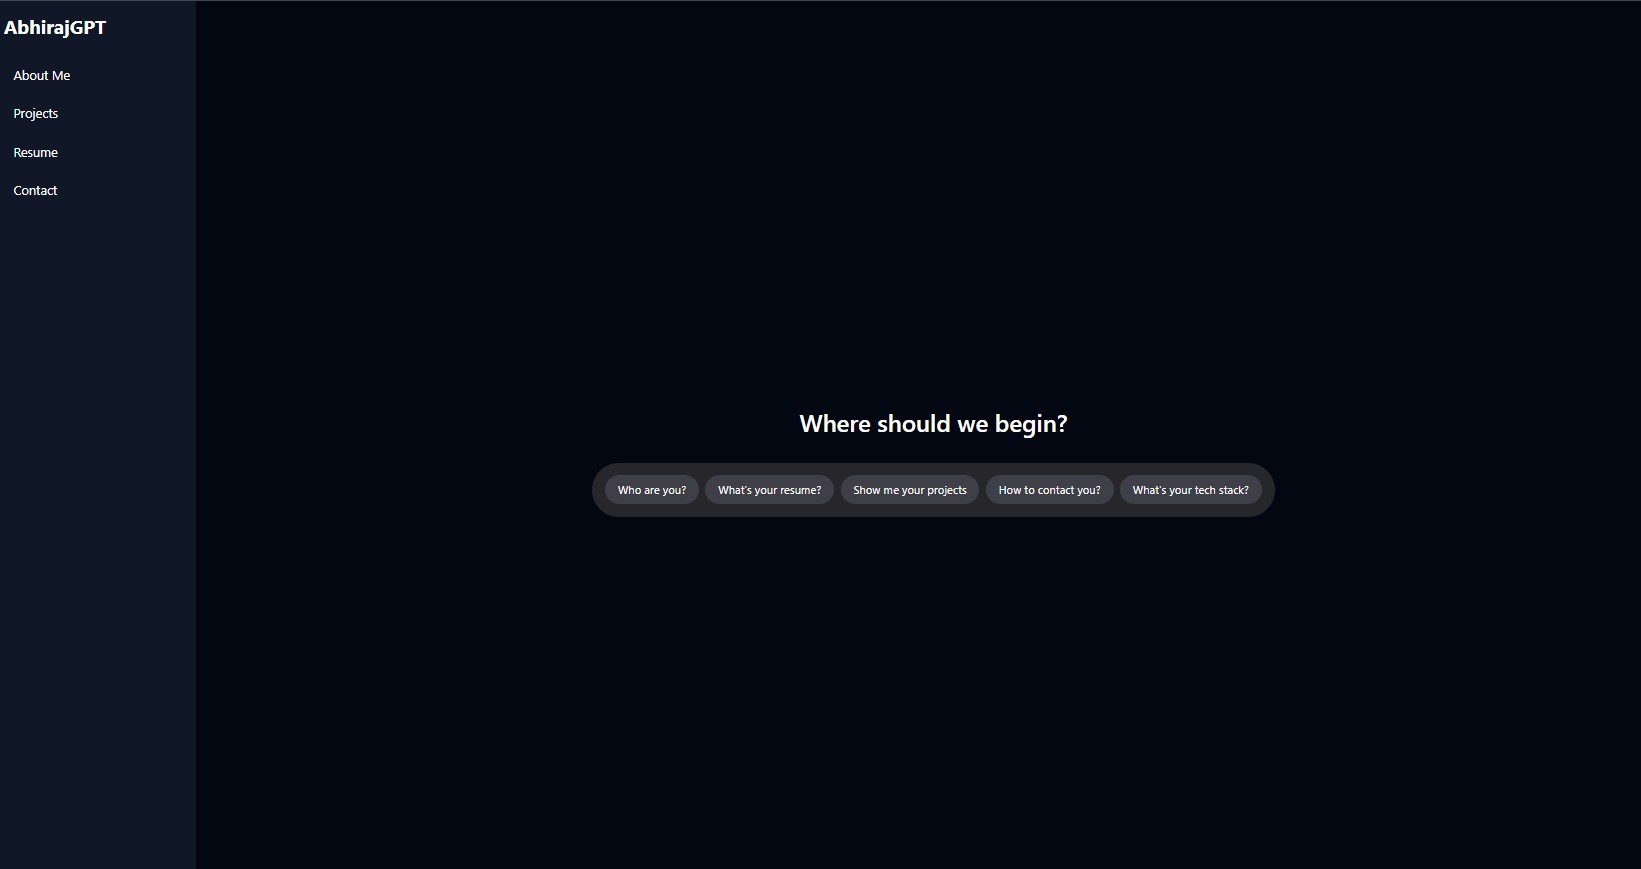 AbhirajGPT
About Me
Projects
Resume
Contact
Where should we begin?
Who are you? What's your resume? Show me your projects How to contact you? What's your tech stack?